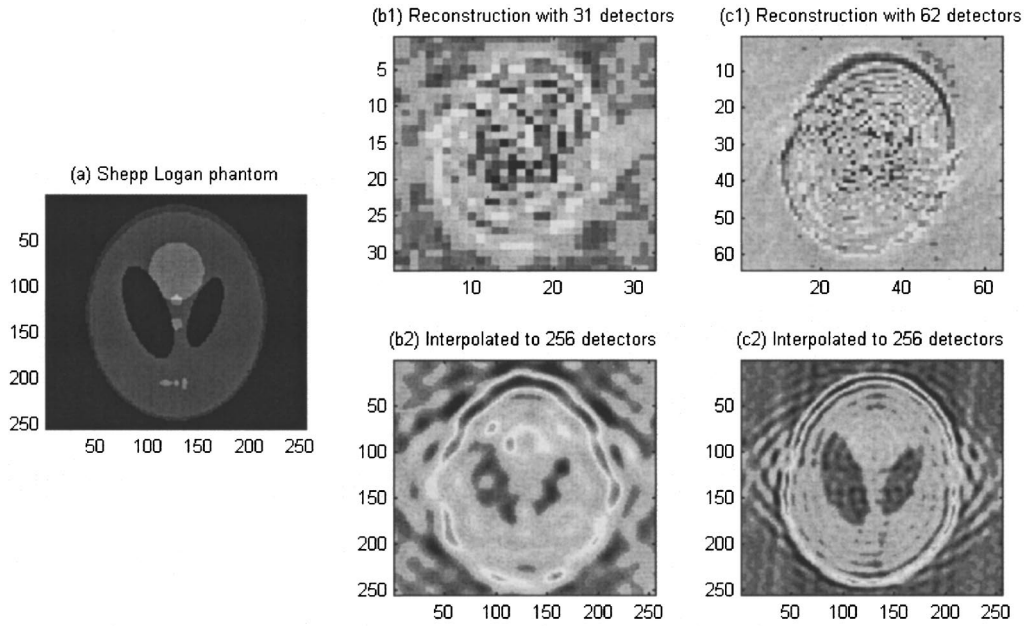 (a) Shepp Logan phantom
50
100
150
200
250
50 100 150 200 250
(b1) Reconstruction with 31 detectors
5
10
15
20
25
30
10 20 30
(c1) Reconstruction with 62 detectors
10
20
30
40
50
60
20 40 60
(b2) Interpolated to 256 detectors
50
100
150
200
250
50 100 150 200 250
(c2) Interpolated to 256 detectors
50
100
150
200
250
50 100 150 200 250